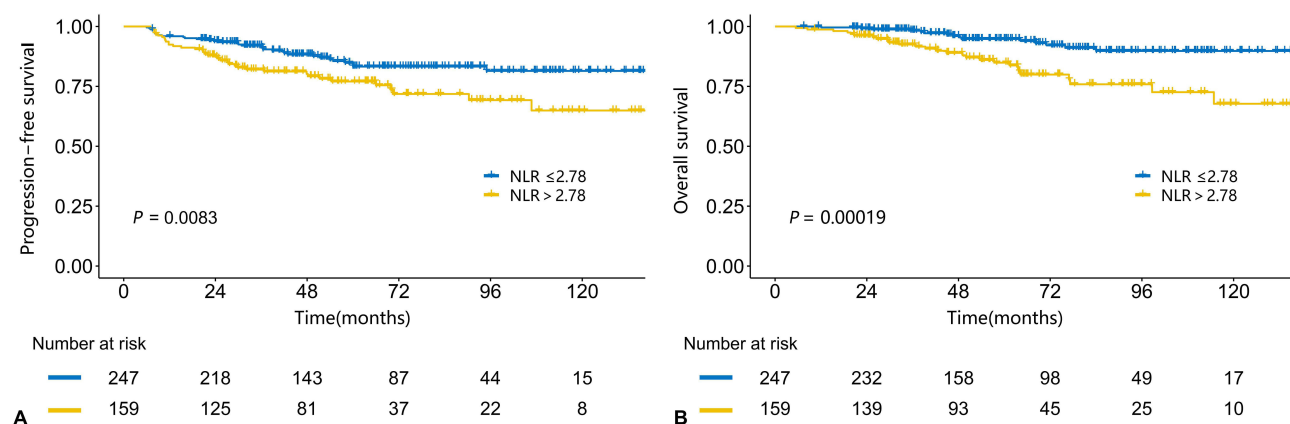 1.00
0.75
0.50
0.25
0.00
Progression-free survival
NLR ≤2.78
NLR > 2.78
P = 0.0083
0 24 48 72 96 120
Time(months)
Number at risk
247 218 143 87 44 15
159 125 81 37 22 8
A
1.00
0.75
0.50
0.25
0.00
Overall survival
NLR ≤2.78
NLR > 2.78
P = 0.00019
0 24 48 72 96 120
Time(months)
Number at risk
247 232 158 98 49 17
159 139 93 45 25 10
B